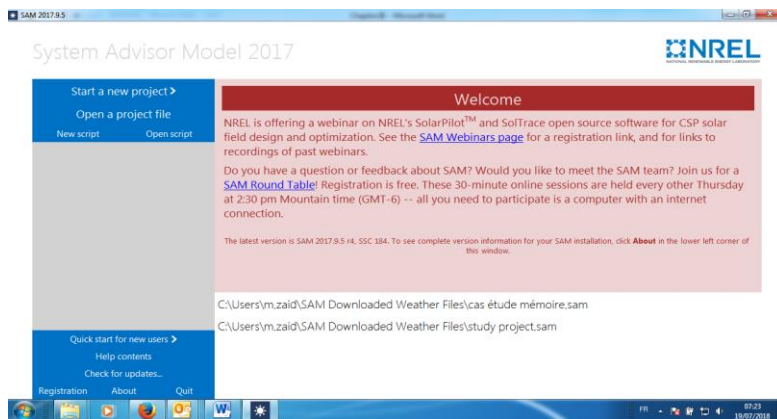 SAM 2017.9.5
System Advisor Model 2017
NREL
NATIONAL RENEWABLE ENERGY LABORATORY
Start a new project >
Open a project file
New script Open script
Welcome
NREL is offering a webinar on NREL's SolarPilot™ and SolTrace open source software for CSP solar
field design and optimization. See the SAM Webinars page for a registration link, and for links to
recordings of past webinars.
Do you have a question or feedback about SAM? Would you like to meet the SAM team? Join us for a
SAM Round Table! Registration is free. These 30-minute online sessions are held every other Thursday
at 2:30 pm Mountain time (GMT-6) -- all you need to participate is a computer with an internet
connection.
The latest version is SAM 2017.9.5 r4, SSC 184. To see complete version information for your SAM installation, click About in the lower left corner of
this window.
C:\Users\m.zaid\SAM Downloaded Weather Files\cas étude mémoire.sam
C:\Users\m.zaid\SAM Downloaded Weather Files\study project.sam
Quick start for new users >
Help contents
Check for updates...
Registration About Quit
FR
07:23
19/07/2018